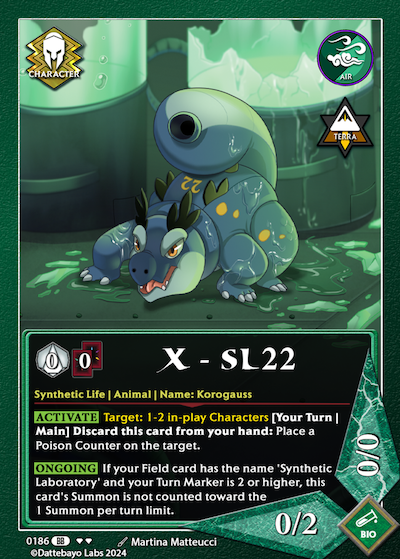 CHARACTER
AIR
TERRA
22
0 0 X - SL22
Synthetic Life | Animal | Name: Korogauss
ACTIVATE Target: 1-2 in-play Characters [Your Turn |
Main] Discard this card from your hand: Place a
Poison Counter on the target.
ONGOING If your Field card has the name 'Synthetic
Laboratory' and your Turn Marker is 2 or higher, this
card's Summon is not counted toward the
1 Summon per turn limit.
0/0
0/2
BIO
0186 BB ♥♥ Martina Matteucci
©Dattebayo Labs 2024